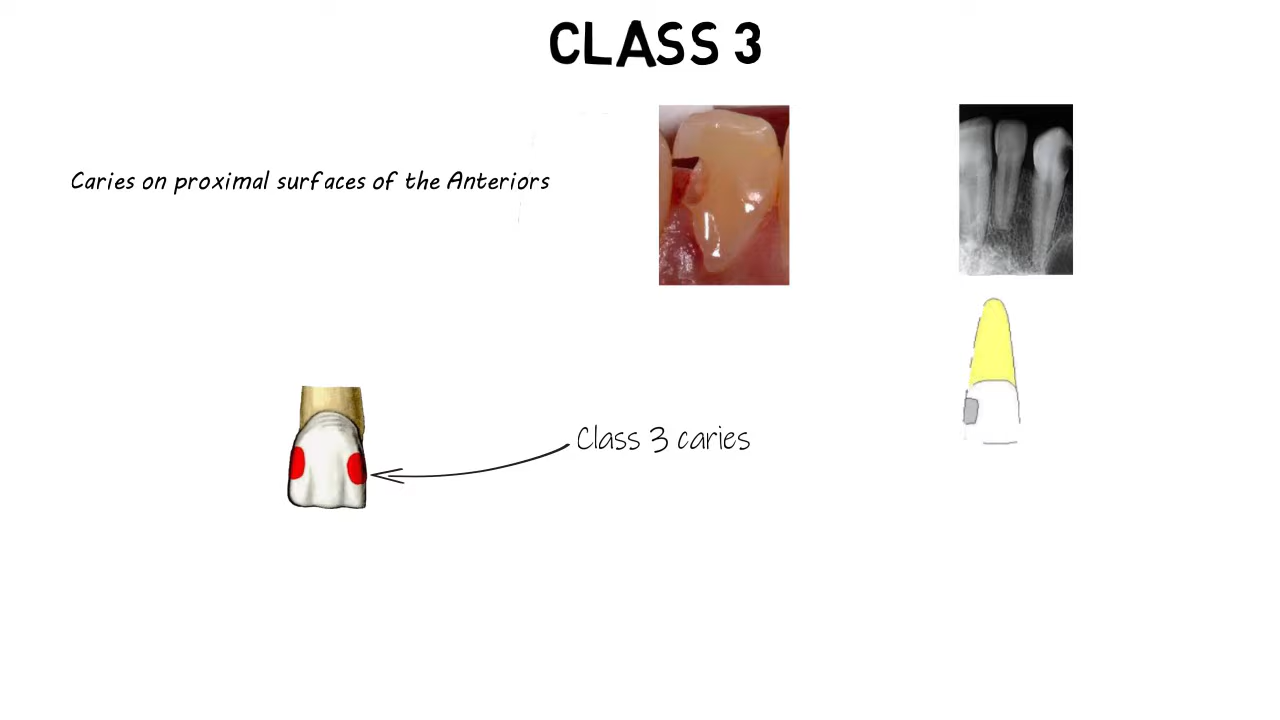 CLASS 3
Caries on proximal surfaces of the Anteriors
Class 3 caries